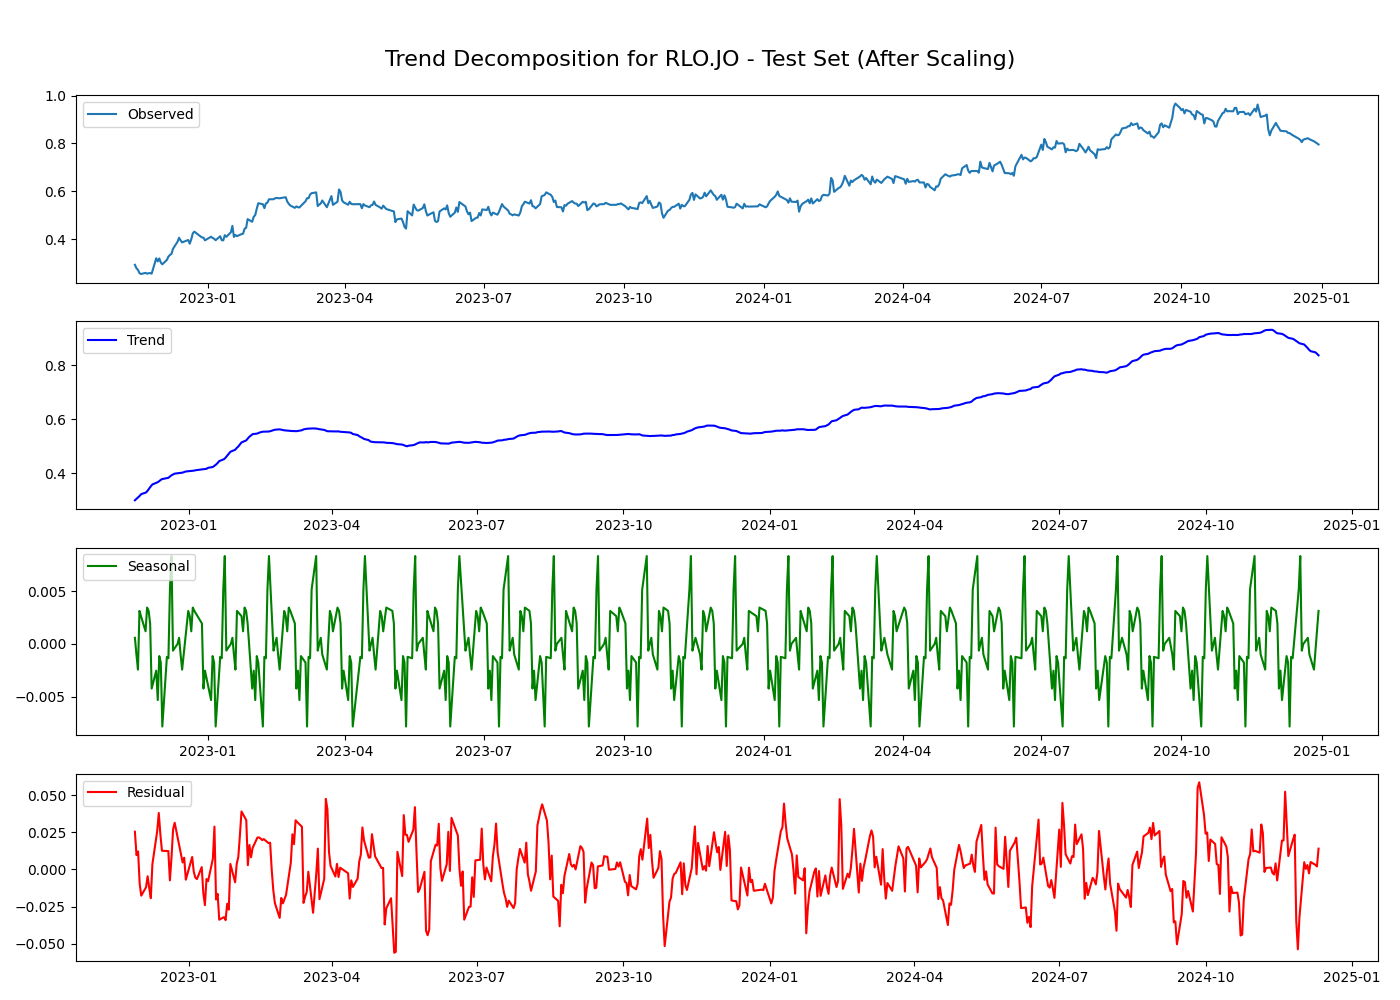 Trend Decomposition for RLO.JO - Test Set (After Scaling)
1.0
0.8
0.6
0.4
Observed
2023-01 2023-04 2023-07 2023-10 2024-01 2024-04 2024-07 2024-10 2025-01
0.8
0.6
0.4
Trend
2023-01 2023-04 2023-07 2023-10 2024-01 2024-04 2024-07 2024-10 2025-01
0.005
0.000
−0.005
Seasonal
2023-01 2023-04 2023-07 2023-10 2024-01 2024-04 2024-07 2024-10 2025-01
0.050
0.025
0.000
−0.025
−0.050
Residual
2023-01 2023-04 2023-07 2023-10 2024-01 2024-04 2024-07 2024-10 2025-01